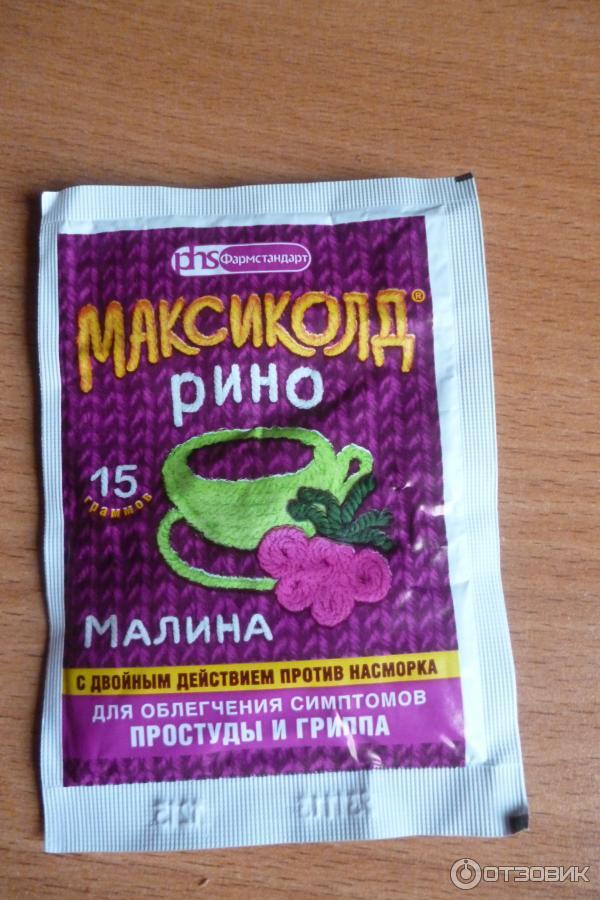 phs Фармстандарт
МАКСИКОЛД®
рино
15
граммов
МАЛИНА
С ДВОЙНЫМ ДЕЙСТВИЕМ ПРОТИВ НАСМОРКА
ДЛЯ ОБЛЕГЧЕНИЯ СИМПТОМОВ
ПРОСТУДЫ И ГРИППА
ОТЗОВИК